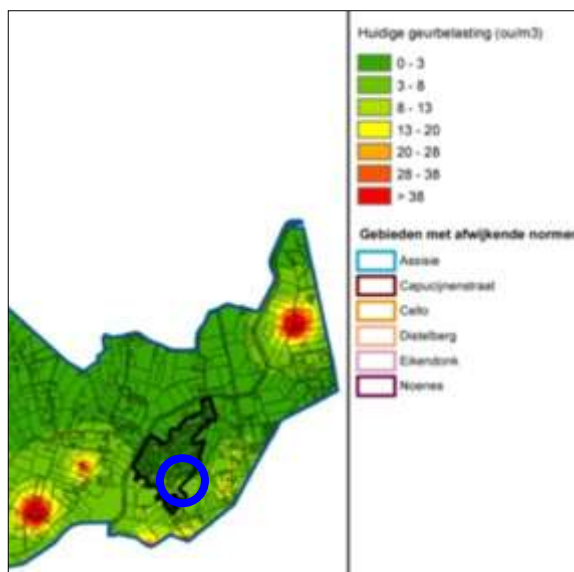 Huidige geurbelasting (ou/m3)
0 - 3
3 - 8
8 - 13
13 - 20
20 - 28
28 - 38
> 38
Gebieden met afwijkende normen
Assisie
Capucijnenstraat
Cello
Distelberg
Eikendonk
Noenes